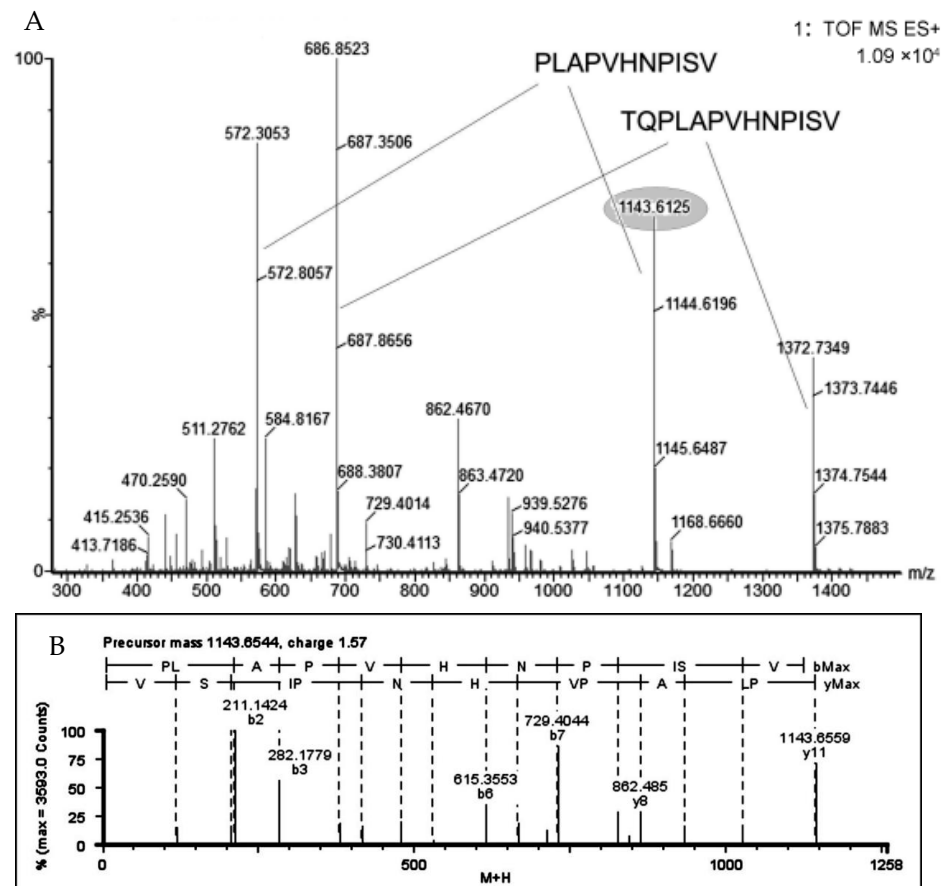 A
1: TOF MS ES+
1.09 ×10⁴
100
686.8523
PLAPVHNPISV
TQPLAPVHNPISV
572.3053
687.3506
1143.6125
572.8057
1144.6196
%
687.8656
1372.7349
1373.7446
862.4670
511.2762
584.8167
1145.6487
470.2590
688.3807
863.4720
1374.7544
415.2536
729.4014
939.5276
413.7186
730.4113
940.5377
1168.6660
1375.7883
0
300 400 500 600 700 800 900 1000 1100 1200 1300 1400 m/z
B
Precursor mass 1143.6544, charge 1.57
PL A P V H N P IS V bMax
V S IP N H VP A LP yMax
% (max = 3593.0 Counts)
100
75
50
25
0
211.1424
b2
282.1779
b3
615.3553
b6
729.4044
b7
862.485
y8
1143.6559
y11
0 500 1000 1258
M+H